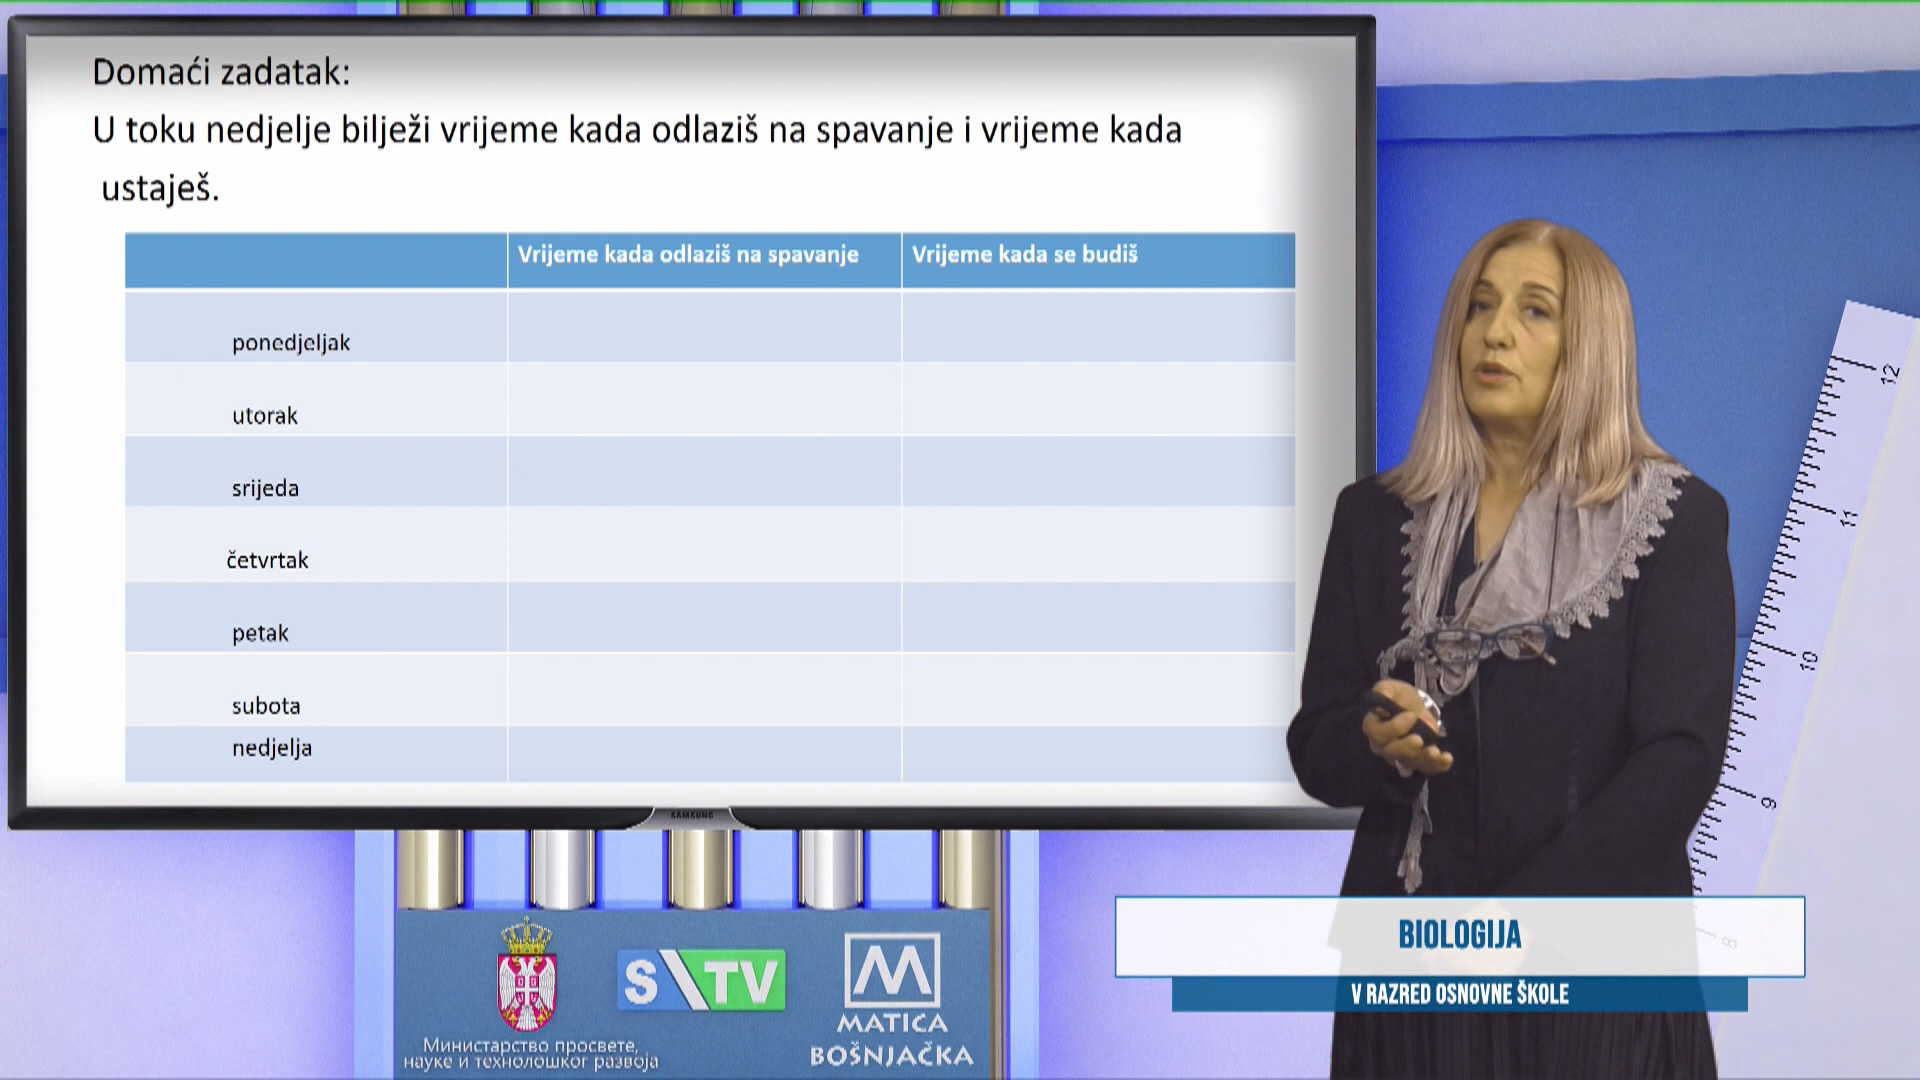 Domaći zadatak:
U toku nedjelje bilježi vrijeme kada odlaziš na spavanje i vrijeme kada
ustaješ.
Vrijeme kada odlaziš na spavanje
Vrijeme kada se budiš
ponedjeljak
utorak
srijeda
četvrtak
petak
subota
nedjelja
SAMSUNG
12
11
10
9
8
BIOLOGIJA
V RAZRED OSNOVNE ŠKOLE
S TV
M
MATICA
BOŠNJAČKA
Министарство просвете,
науке и технолошког развоја